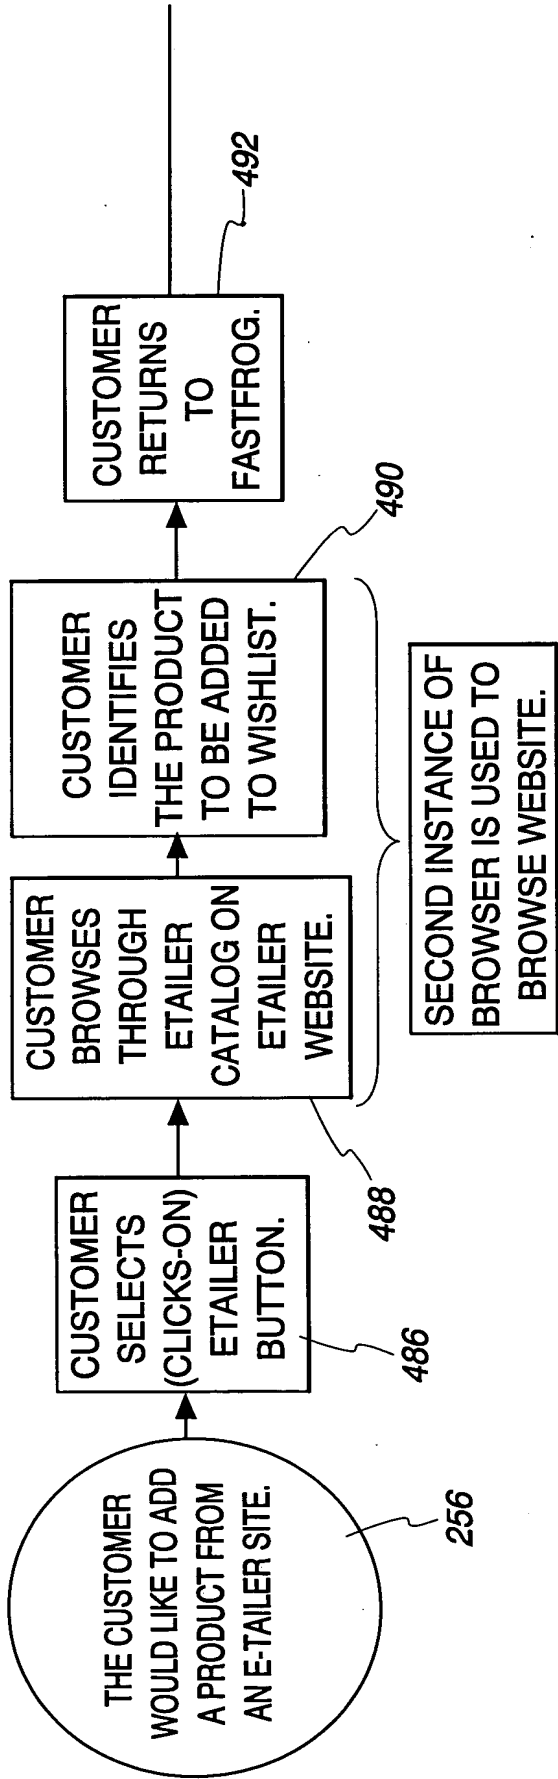 THE CUSTOMER
WOULD LIKE TO ADD
A PRODUCT FROM
AN E-TAILER SITE.
256
CUSTOMER
SELECTS
(CLICKS-ON)
ETAILER
BUTTON.
486
CUSTOMER
BROWSES
THROUGH
ETAILER
CATALOG ON
ETAILER
WEBSITE.
488
CUSTOMER
IDENTIFIES
THE PRODUCT
TO BE ADDED
TO WISHLIST.
490
CUSTOMER
RETURNS
TO
FASTFROG.
492
SECOND INSTANCE OF
BROWSER IS USED TO
BROWSE WEBSITE.